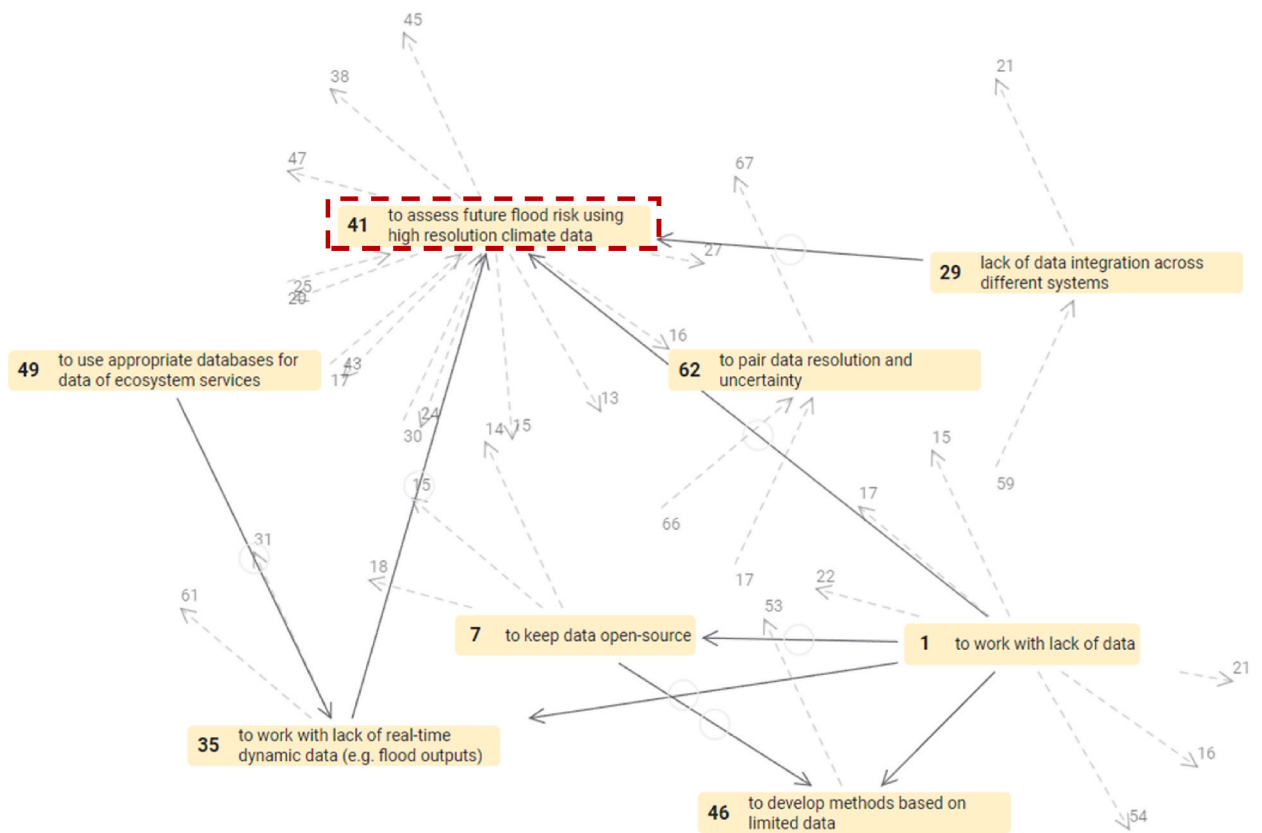 45
21
38
47
67
41 to assess future flood risk using
high resolution climate data
27
29 lack of data integration across
different systems
25
20
16
49 to use appropriate databases for
data of ecosystem services
43
17
62 to pair data resolution and
uncertainty
13
24
30
14
15
15
15
17
59
66
31
18
17
22
61
53
7 to keep data open-source
1 to work with lack of data
21
35 to work with lack of real-time
dynamic data (e.g. flood outputs)
16
46 to develop methods based on
limited data
54